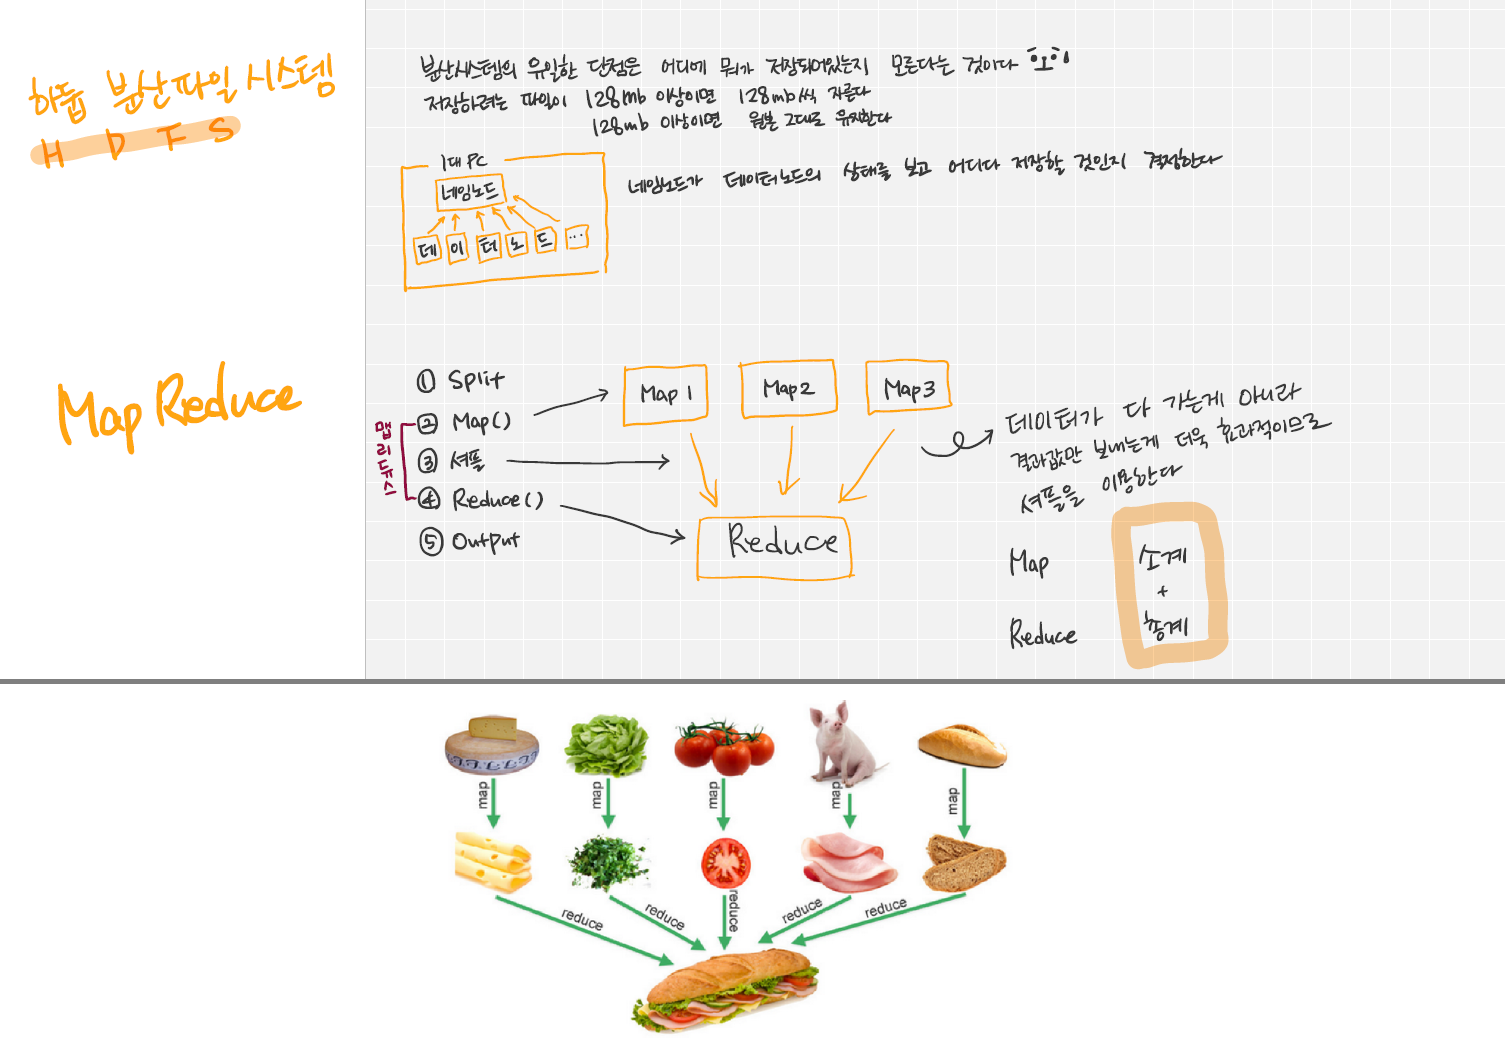 하둡 분산파일 시스템
H D F S
분산시스템의 유일한 단점은 어디에 뭐가 저장되어있는지 모른다는 것이다
저장하려는 파일이 128mb 이상이면 128mb씩 자른다
128mb 이상이면 원본 그대로 유지한다
1대 PC
네임노드
데 이 터 노 드 ...
네임노드가 데이터노드의 상태를 보고 어디다 저장할 것인지 결정한다
Map Reduce
① Split
② Map()
③ 셔플
④ Reduce()
⑤ Output
맵리듀스
Map 1
Map2
Map3
Reduce
데이터가 다 가는게 아니라
결과값만 보내는게 더욱 효과적이므로
셔플을 이용한다
Map 소계
+
Reduce 총계
map map map map map
reduce reduce reduce reduce reduce